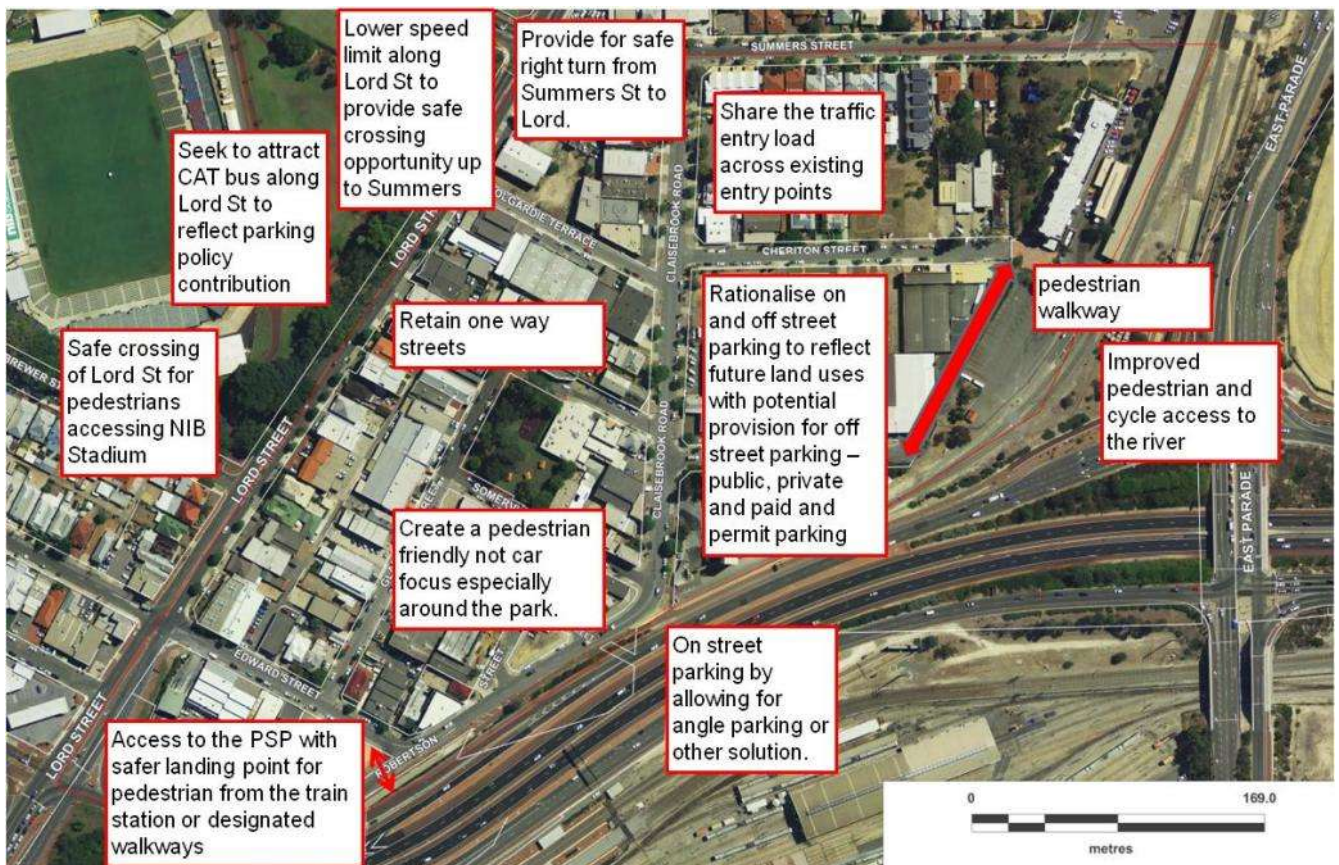 Lower speed
limit along
Lord St to
provide safe
crossing
opportunity up
to Summers
Provide for safe
right turn from
Summers St to
Lord.
SUMMERS STREET
Share the traffic
entry load
across existing
entry points
EAST PARADE
Seek to attract
CAT bus along
Lord St to
reflect parking
policy
contribution
LORD STREET
CLAISEBROOK ROAD
CHERITON STREET
pedestrian
walkway
Retain one way
streets
Rationalise on
and off street
parking to reflect
future land uses
with potential
provision for off
street parking –
public, private
and paid and
permit parking
Improved
pedestrian and
cycle access to
the river
Safe crossing
of Lord St for
pedestrians
accessing NIB
Stadium
LORD STREET
CLAISEBROOK ROAD
Create a pedestrian
friendly not car
focus especially
around the park.
EAST PARADE
EDWARD STREET
STREET
On street
parking by
allowing for
angle parking or
other solution.
LORD STREET
ROBERTSON
Access to the PSP with
safer landing point for
pedestrian from the train
station or designated
walkways
0 169.0
metres